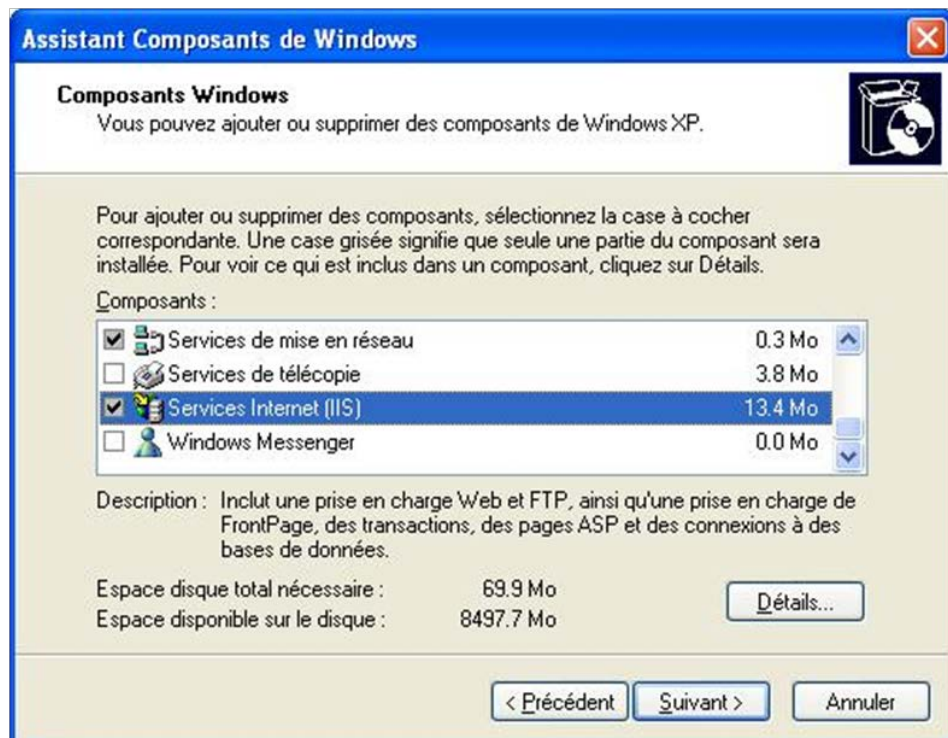 Assistant Composants de Windows
Composants Windows
Vous pouvez ajouter ou supprimer des composants de Windows XP.
Pour ajouter ou supprimer des composants, sélectionnez la case à cocher
correspondante. Une case grisée signifie que seule une partie du composant sera
installée. Pour voir ce qui est inclus dans un composant, cliquez sur Détails.
Composants :
Services de mise en réseau 0.3 Mo
Services de télécopie 3.8 Mo
Services Internet (IIS) 13.4 Mo
Windows Messenger 0.0 Mo
Description : Inclut une prise en charge Web et FTP, ainsi qu'une prise en charge de
FrontPage, des transactions, des pages ASP et des connexions à des
bases de données.
Espace disque total nécessaire : 69.9 Mo
Espace disponible sur le disque : 8497.7 Mo
Détails...
< Précédent Suivant > Annuler